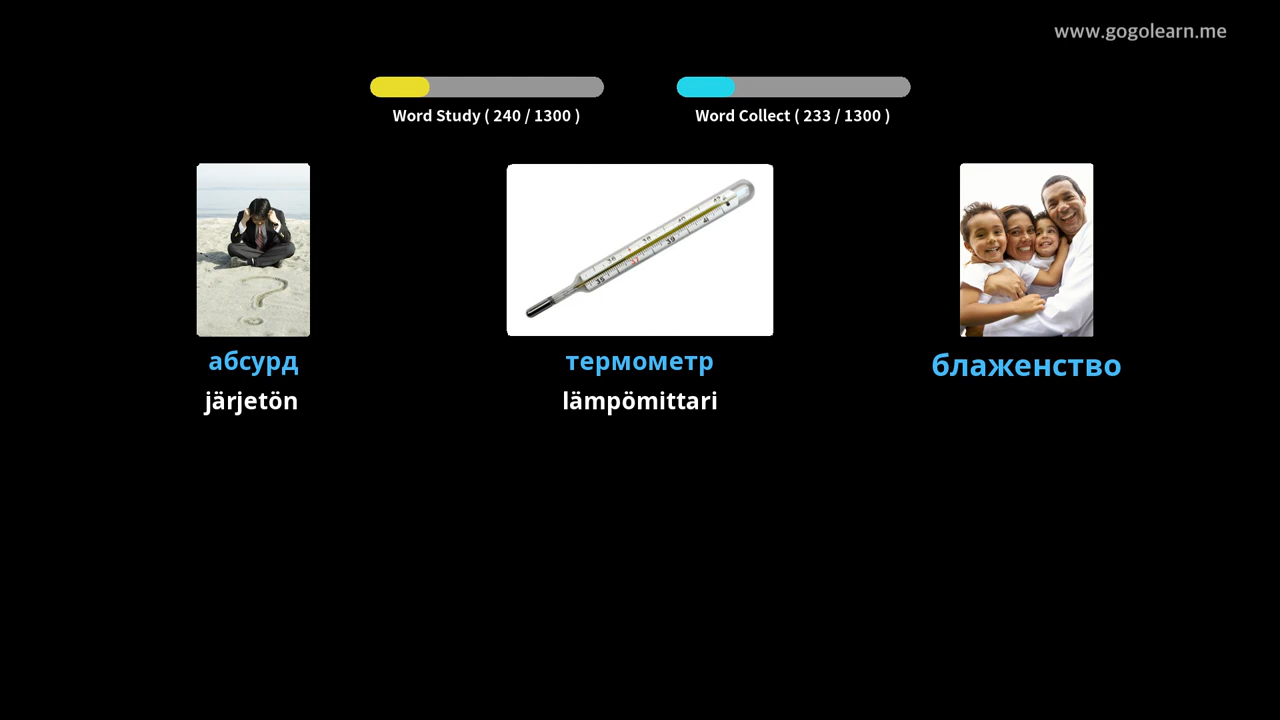 www.gogolearn.me
Word Study ( 240 / 1300 )
Word Collect ( 233 / 1300 )
абсурд
järjetön
термометр
lämpömittari
блаженство